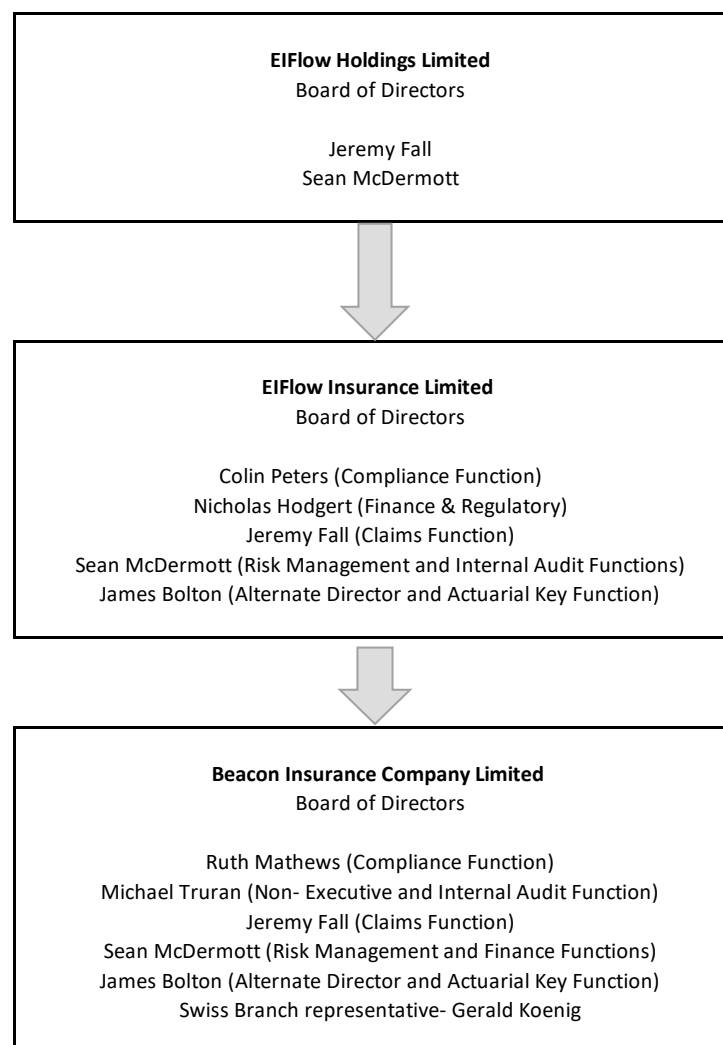 EIFlow Holdings Limited
Board of Directors
Jeremy Fall
Sean McDermott
EIFlow Insurance Limited
Board of Directors
Colin Peters (Compliance Function)
Nicholas Hodgert (Finance & Regulatory)
Jeremy Fall (Claims Function)
Sean McDermott (Risk Management and Internal Audit Functions)
James Bolton (Alternate Director and Actuarial Key Function)
Beacon Insurance Company Limited
Board of Directors
Ruth Mathews (Compliance Function)
Michael Truran (Non- Executive and Internal Audit Function)
Jeremy Fall (Claims Function)
Sean McDermott (Risk Management and Finance Functions)
James Bolton (Alternate Director and Actuarial Key Function)
Swiss Branch representative- Gerald Koenig